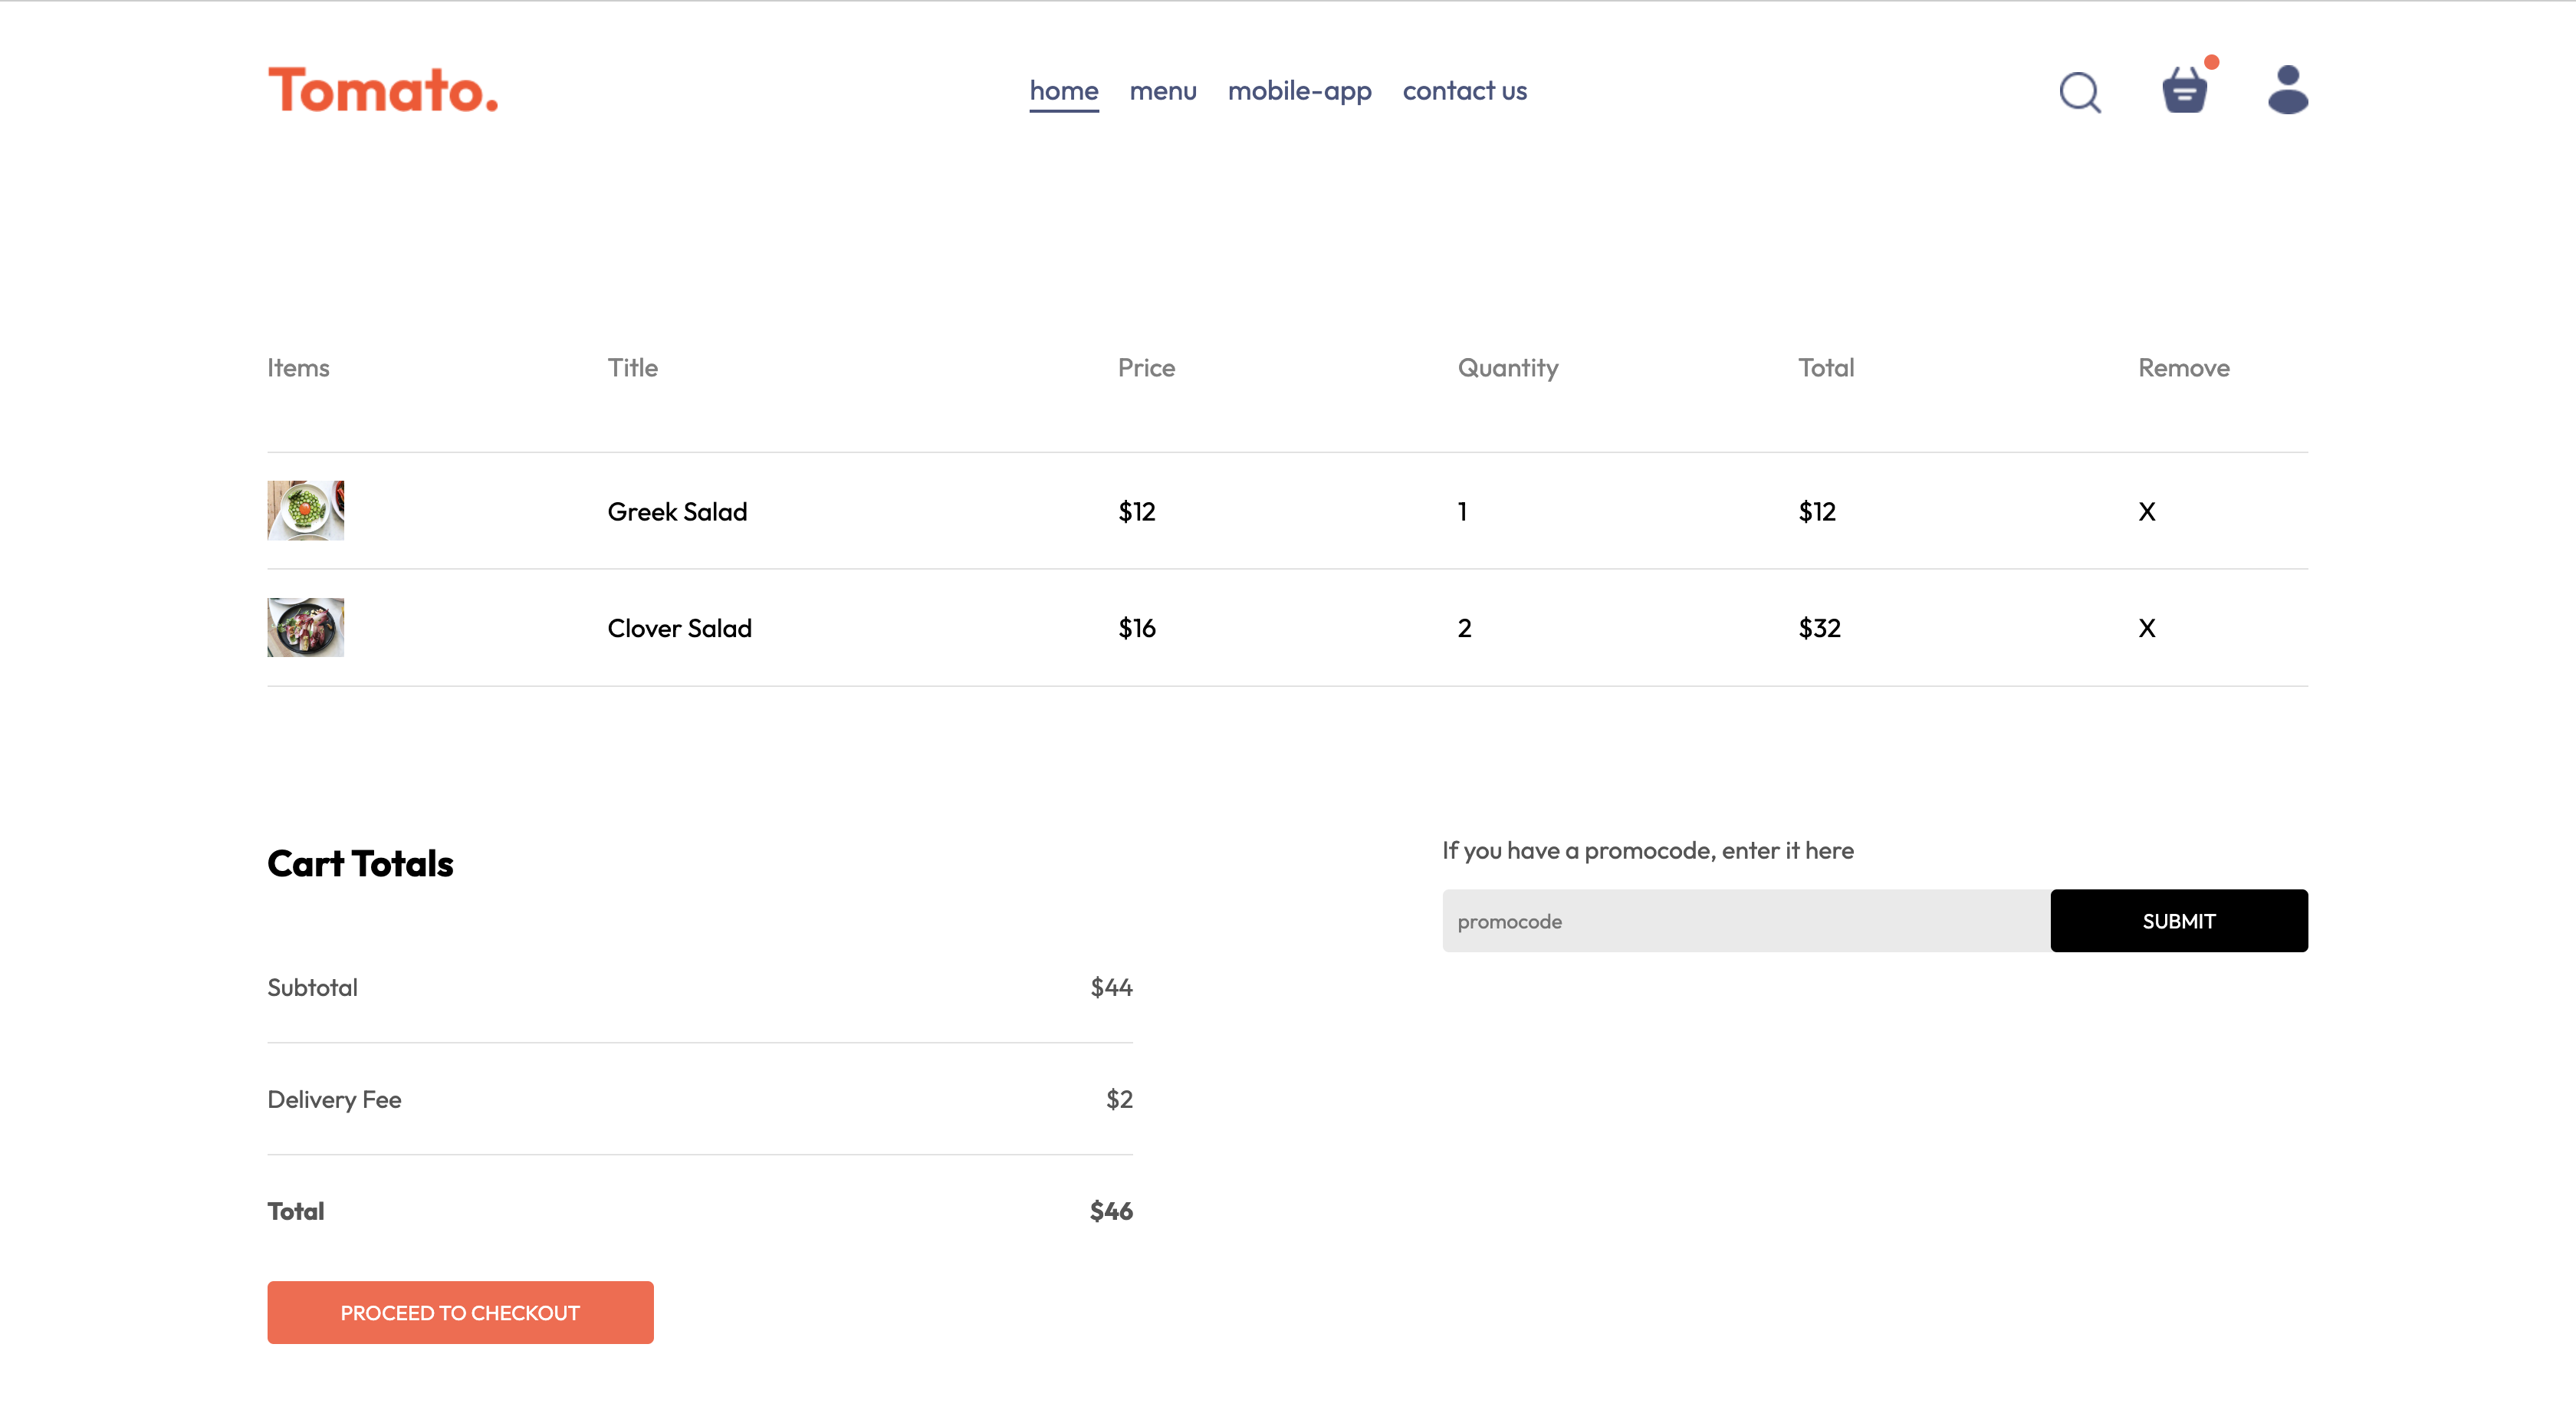 Tomato.
home menu mobile-app contact us
Items Title Price Quantity Total Remove
Greek Salad $12 1 $12 X
Clover Salad $16 2 $32 X
Cart Totals
If you have a promocode, enter it here
promocode SUBMIT
Subtotal $44
Delivery Fee $2
Total $46
PROCEED TO CHECKOUT